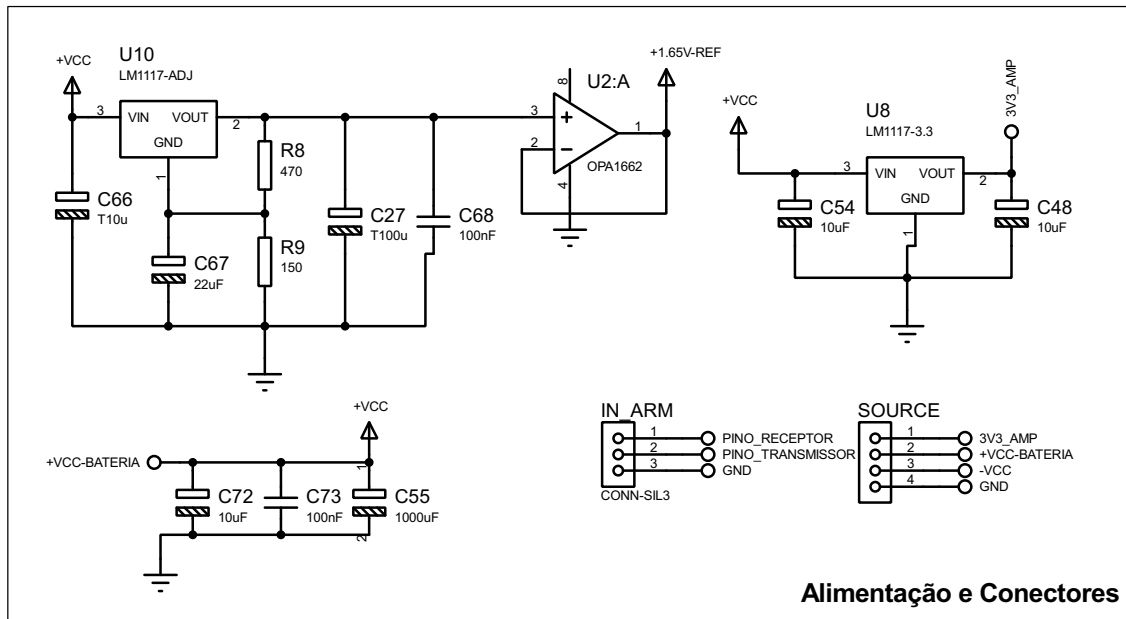 +VCC
U10
LM1117-ADJ
3
VIN
VOUT
2
GND
1
C66
T10u
C67
22uF
R8
470
R9
150
C27
T100u
C68
100nF
3
2
8
4
1
U2:A
OPA1662
+1.65V-REF
+VCC
U8
LM1117-3.3
3
VIN
VOUT
2
GND
1
3V3_AMP
C54
10uF
C48
10uF
+VCC
+VCC-BATERIA
C72
10uF
C73
100nF
1
C55
1000uF
2
IN_ARM
1 PINO_RECEPTOR
2 PINO_TRANSMISSOR
3 GND
CONN-SIL3
SOURCE
1 3V3_AMP
2 +VCC-BATERIA
3 -VCC
4 GND
Alimentação e Conectores